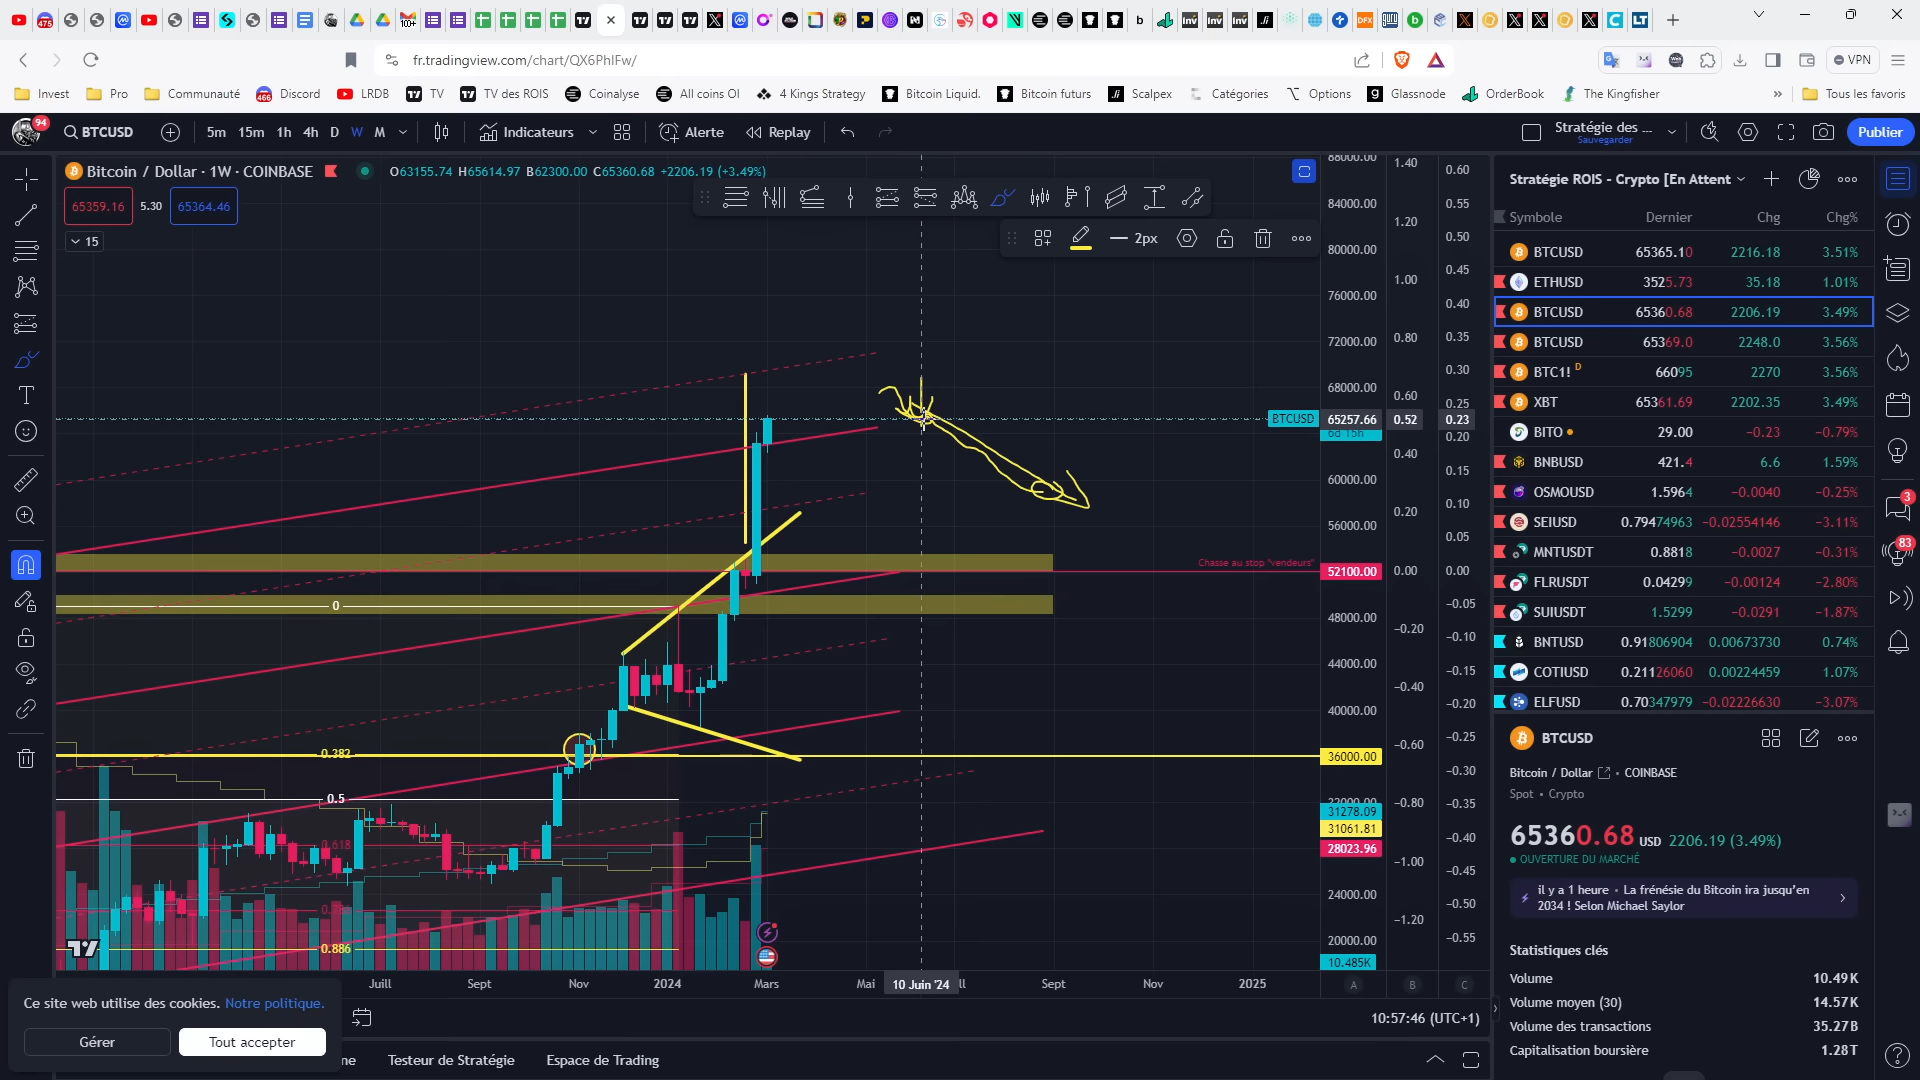 475
100+
Inv
Inv
Inv
DFX
guru
LT
fr.tradingview.com/chart/QX6PhIFw/
VPN
Invest
Pro
Communauté
466
Discord
LRDB
TV
TV des ROIS
Coinalyse
All coins OI
4 Kings Strategy
Bitcoin Liquid.
Bitcoin futurs
Scalpex
Catégories
Options
Glassnode
OrderBook
The Kingfisher
»
Tous les favoris
94
BTCUSD
5m 15m 1h 4h D W M
Indicateurs
Alerte
Replay
Stratégie des ---
Sauvegarder
Publier
Bitcoin / Dollar · 1W · COINBASE
O63155.74 H65614.97 B62300.00 C65360.68 +2206.19 (+3.49%)
65359.16
5.30
65364.46
15
2px
88000.00
84000.00
80000.00
76000.00
72000.00
68000.00
BTCUSD
65257.66
6d 15h
60000.00
56000.00
Chasse au stop "vendeurs"
52100.00
48000.00
44000.00
40000.00
36000.00
32000.00
31278.09
31061.81
28023.96
24000.00
20000.00
10.485K
1.40
1.20
1.00
0.80
0.60
0.52
0.40
0.20
0.00
−0.20
−0.40
−0.60
−0.80
−1.00
−1.20
0.60
0.55
0.50
0.45
0.40
0.35
0.30
0.25
0.23
0.20
0.15
0.10
0.05
0.00
−0.05
−0.10
−0.15
−0.20
−0.25
−0.30
−0.35
−0.40
−0.45
−0.50
−0.55
0
0.382
0.5
0.618
0.886
Juill
Sept
Nov
2024
Mars
Mai
10 Juin '24
Sept
Nov
2025
A
B
C
10:57:46 (UTC+1)
Ce site web utilise des cookies. Notre politique.
Gérer
Tout accepter
Testeur de Stratégie
Espace de Trading
Stratégie ROIS - Crypto [En Attent
Symbole Dernier Chg Chg%
BTCUSD 65365.10 2216.18 3.51%
ETHUSD 3525.73 35.18 1.01%
BTCUSD 65360.68 2206.19 3.49%
BTCUSD 65369.0 2248.0 3.56%
BTC1! D 66095 2270 3.56%
XBT 65361.69 2202.35 3.49%
BITO 29.00 −0.23 −0.79%
BNBUSD 421.4 6.6 1.59%
OSMOUSD 1.5964 −0.0040 −0.25%
SEIUSD 0.79474963 −0.02554146 −3.11%
MNTUSDT 0.8818 −0.0027 −0.31%
FLRUSDT 0.04299 −0.00124 −2.80%
SUIUSDT 1.5299 −0.0291 −1.87%
BNTUSD 0.91806904 0.00673730 0.74%
COTIUSD 0.21126060 0.00224459 1.07%
ELFUSD 0.70347979 −0.02226630 −3.07%
3
83
BTCUSD
Bitcoin / Dollar • COINBASE
Spot • Crypto
65360.68 USD 2206.19 (3.49%)
OUVERTURE DU MARCHÉ
il y a 1 heure • La frénésie du Bitcoin ira jusqu'en
2034 ! Selon Michael Saylor
Statistiques clés
Volume 10.49K
Volume moyen (30) 14.57K
Volume des transactions 35.27B
Capitalisation boursière 1.28T